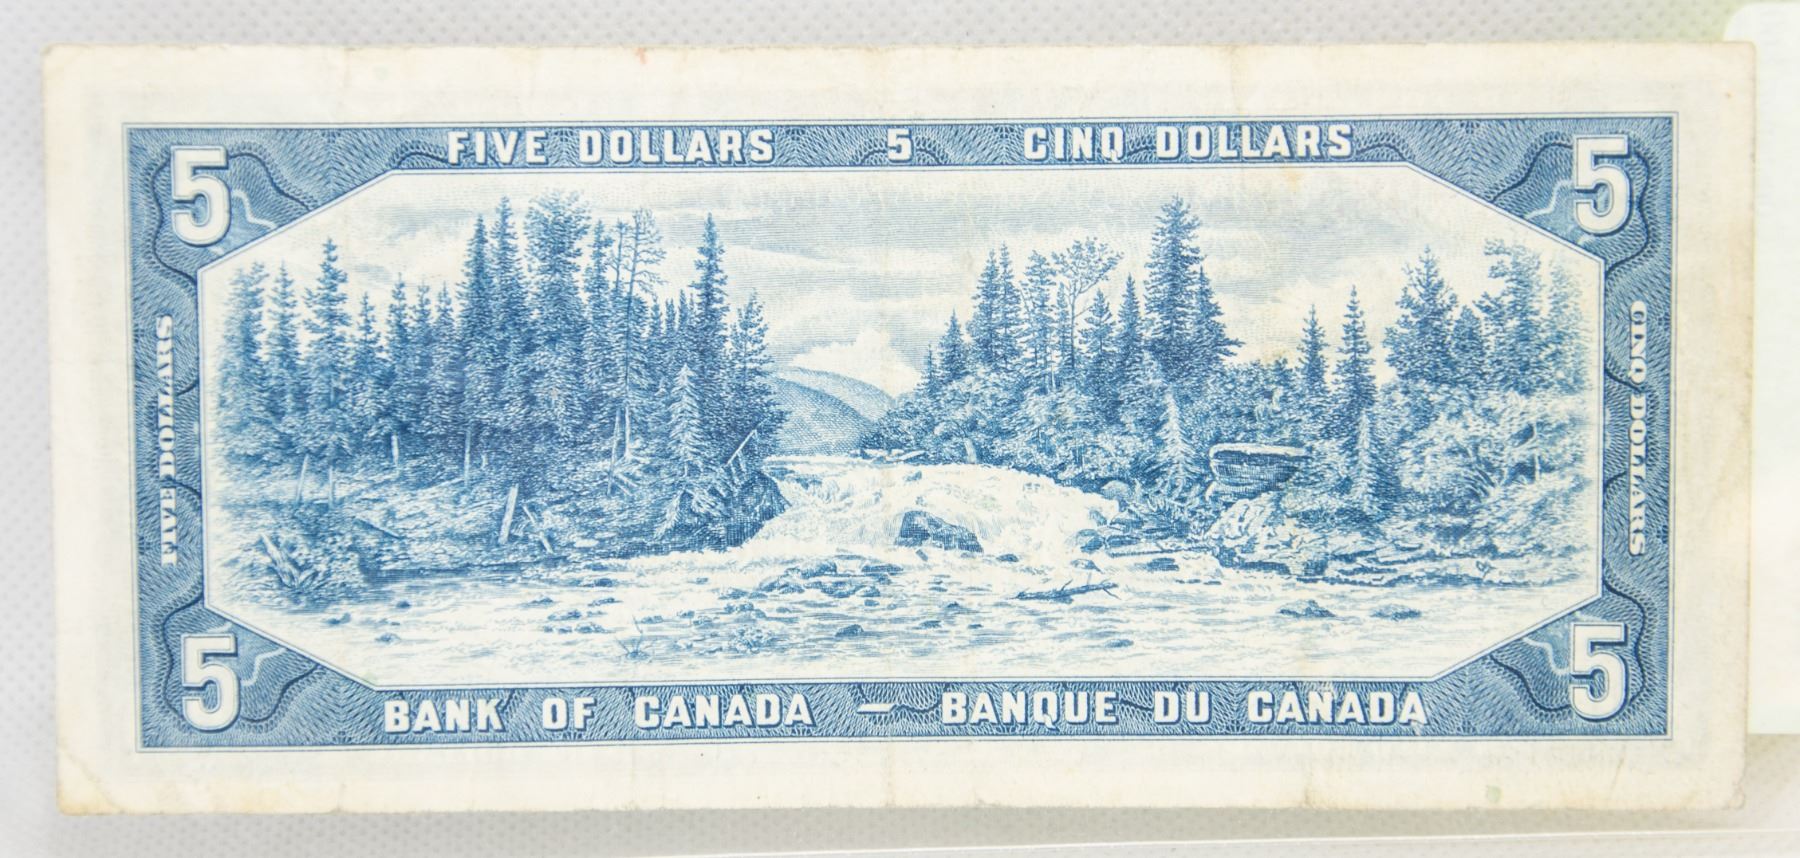 FIVE DOLLARS 5 CINQ DOLLARS
5 5
FIVE DOLLARS
CINQ DOLLARS
5 5
BANK OF CANADA — BANQUE DU CANADA